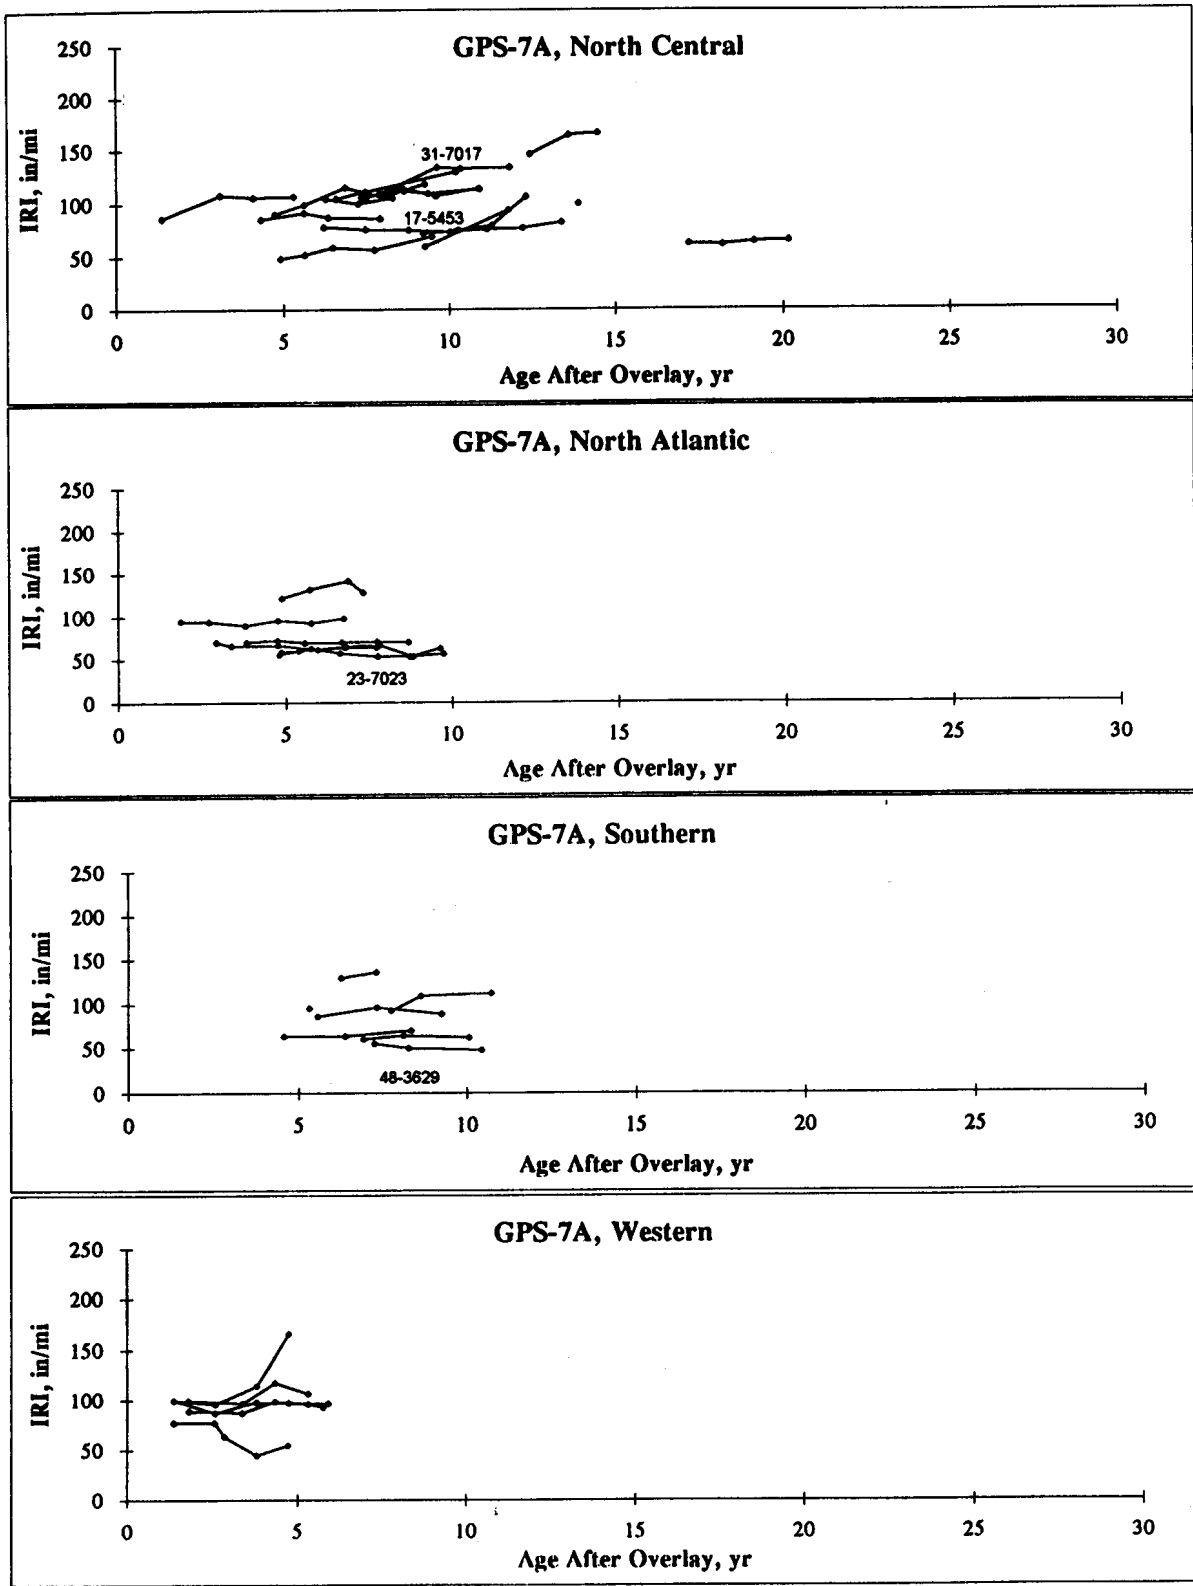 GPS-7A, North Central
250
200
150
100
50
0
IRI, in/mi
31-7017
17-5453
0 5 10 15 20 25 30
Age After Overlay, yr
GPS-7A, North Atlantic
250
200
150
100
50
0
IRI, in/mi
23-7023
0 5 10 15 20 25 30
Age After Overlay, yr
GPS-7A, Southern
250
200
150
100
50
0
IRI, in/mi
48-3629
0 5 10 15 20 25 30
Age After Overlay, yr
GPS-7A, Western
250
200
150
100
50
0
IRI, in/mi
0 5 10 15 20 25 30
Age After Overlay, yr